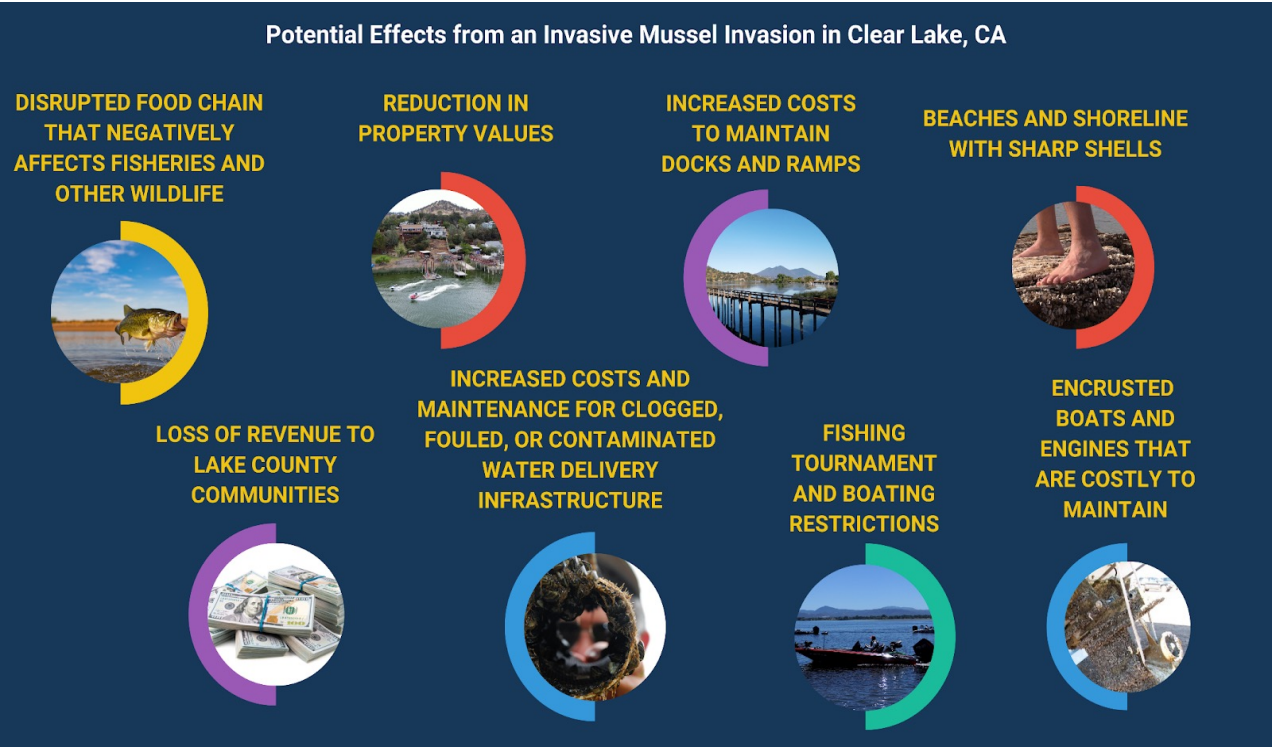 Potential Effects from an Invasive Mussel Invasion in Clear Lake, CA
DISRUPTED FOOD CHAIN
THAT NEGATIVELY
AFFECTS FISHERIES AND
OTHER WILDLIFE
REDUCTION IN
PROPERTY VALUES
INCREASED COSTS
TO MAINTAIN
DOCKS AND RAMPS
BEACHES AND SHORELINE
WITH SHARP SHELLS
LOSS OF REVENUE TO
LAKE COUNTY
COMMUNITIES
INCREASED COSTS AND
MAINTENANCE FOR CLOGGED,
FOULED, OR CONTAMINATED
WATER DELIVERY
INFRASTRUCTURE
FISHING
TOURNAMENT
AND BOATING
RESTRICTIONS
ENCRUSTED
BOATS AND
ENGINES THAT
ARE COSTLY TO
MAINTAIN